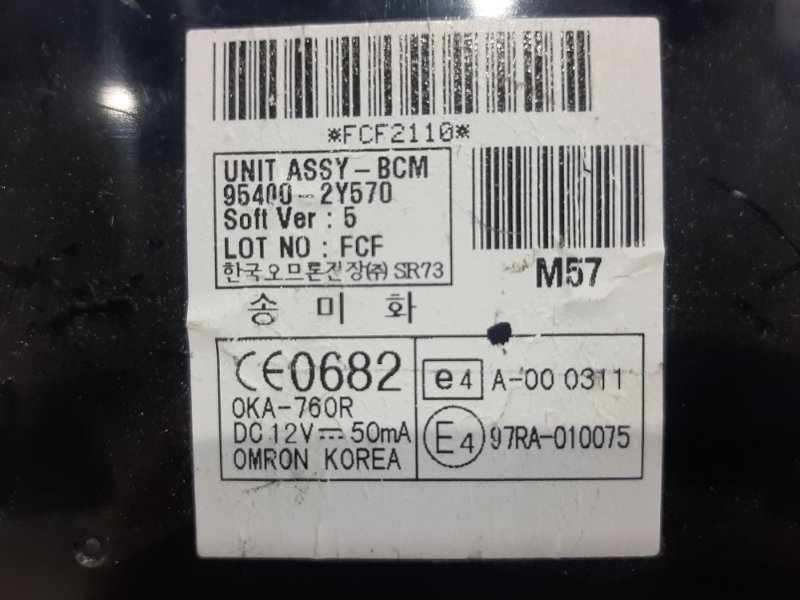 *FCF2110*
UNIT ASSY-BCM
95400-2Y570
Soft Ver : 5
LOT NO : FCF
한국오므론전장(주) SR73
M57
송 미 화
CE0682
OKA-760R
DC 12V ⎓ 50mA
OMRON KOREA
e4 A-00 0311
E4 97RA-010075